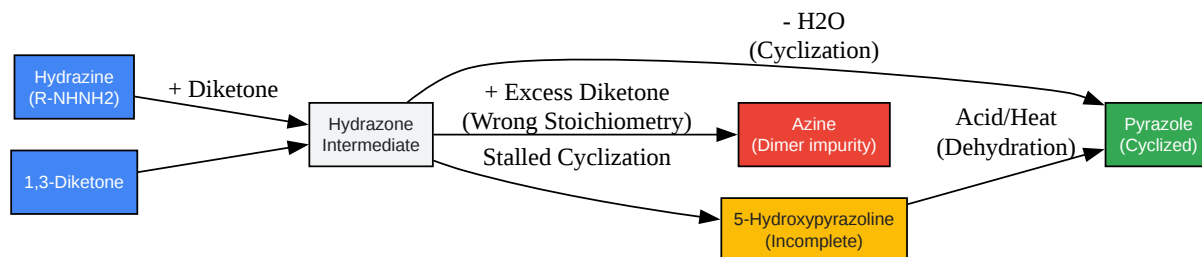 Hydrazine
(R-NHNH2)
1,3-Diketone
+ Diketone
Hydrazone
Intermediate
- H2O
(Cyclization)
+ Excess Diketone
(Wrong Stoichiometry)
Stalled Cyclization
Azine
(Dimer impurity)
5-Hydroxypyrazoline
(Incomplete)
Acid/Heat
(Dehydration)
Pyrazole
(Cyclized)